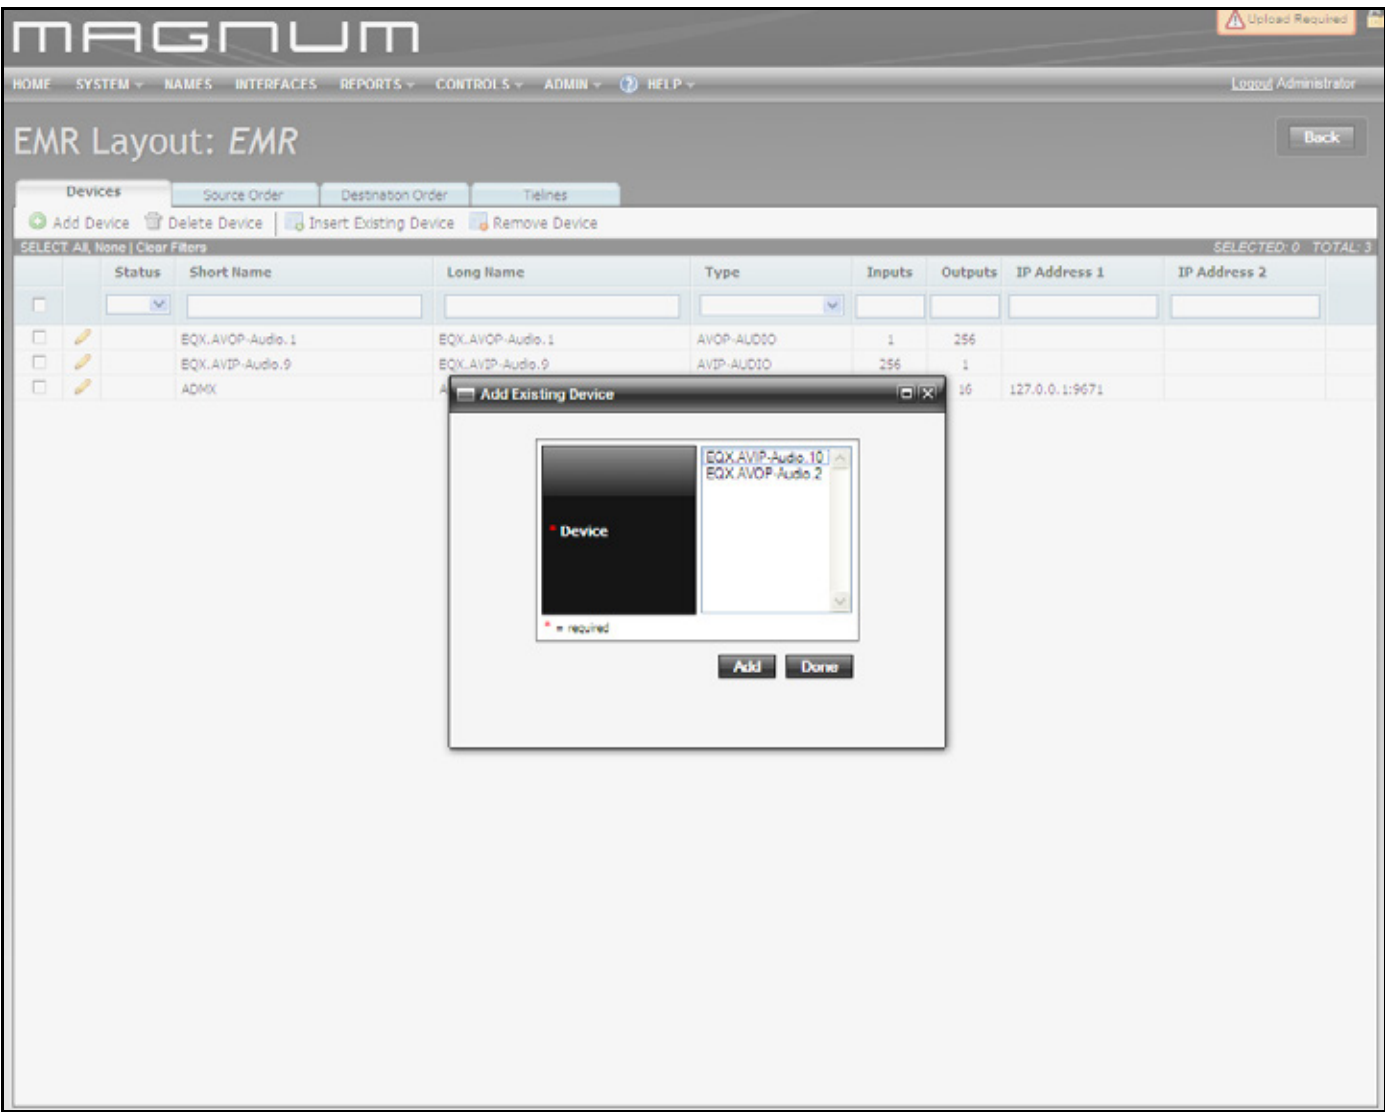 MAGNUM
Upload Required
HOME SYSTEM NAMES INTERFACES REPORTS CONTROLS ADMIN ? HELP
Logout Administrator
EMR Layout: EMR
Back
Devices Source Order Destination Order Tielines
Add Device Delete Device Insert Existing Device Remove Device
SELECT: All, None | Clear Filters SELECTED: 0 TOTAL: 3
Status Short Name Long Name Type Inputs Outputs IP Address 1 IP Address 2
EQX.AVOP-Audio.1 EQX.AVOP-Audio.1 AVOP-AUDIO 1 256
EQX.AVIP-Audio.9 EQX.AVIP-Audio.9 AVIP-AUDIO 256 1
ADMX 16 127.0.0.1:9671
Add Existing Device
EQX.AVIP-Audio.10
EQX.AVOP-Audio.2
* Device
* = required
Add Done